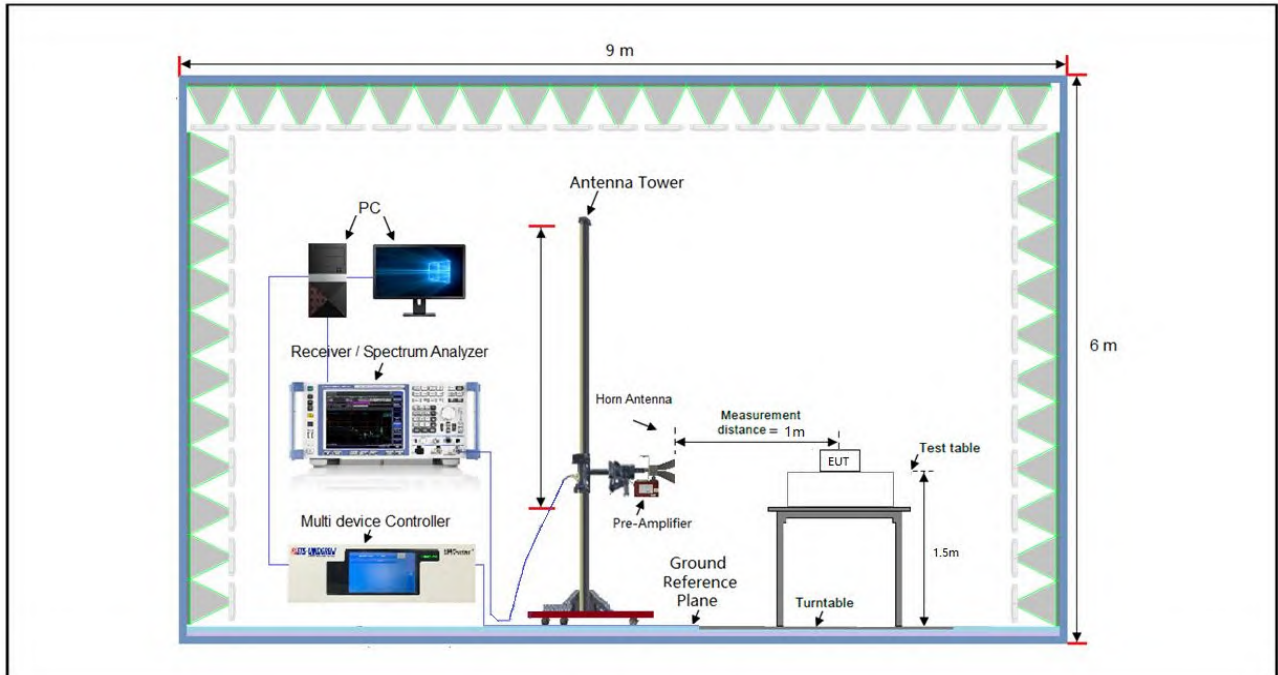 9 m
Antenna Tower
PC
Receiver / Spectrum Analyzer
6 m
Horn Antenna
Measurement
distance = 1m
EUT
Test table
Pre-Amplifier
Multi device Controller
1.5m
Ground
Reference
Plane
Turntable